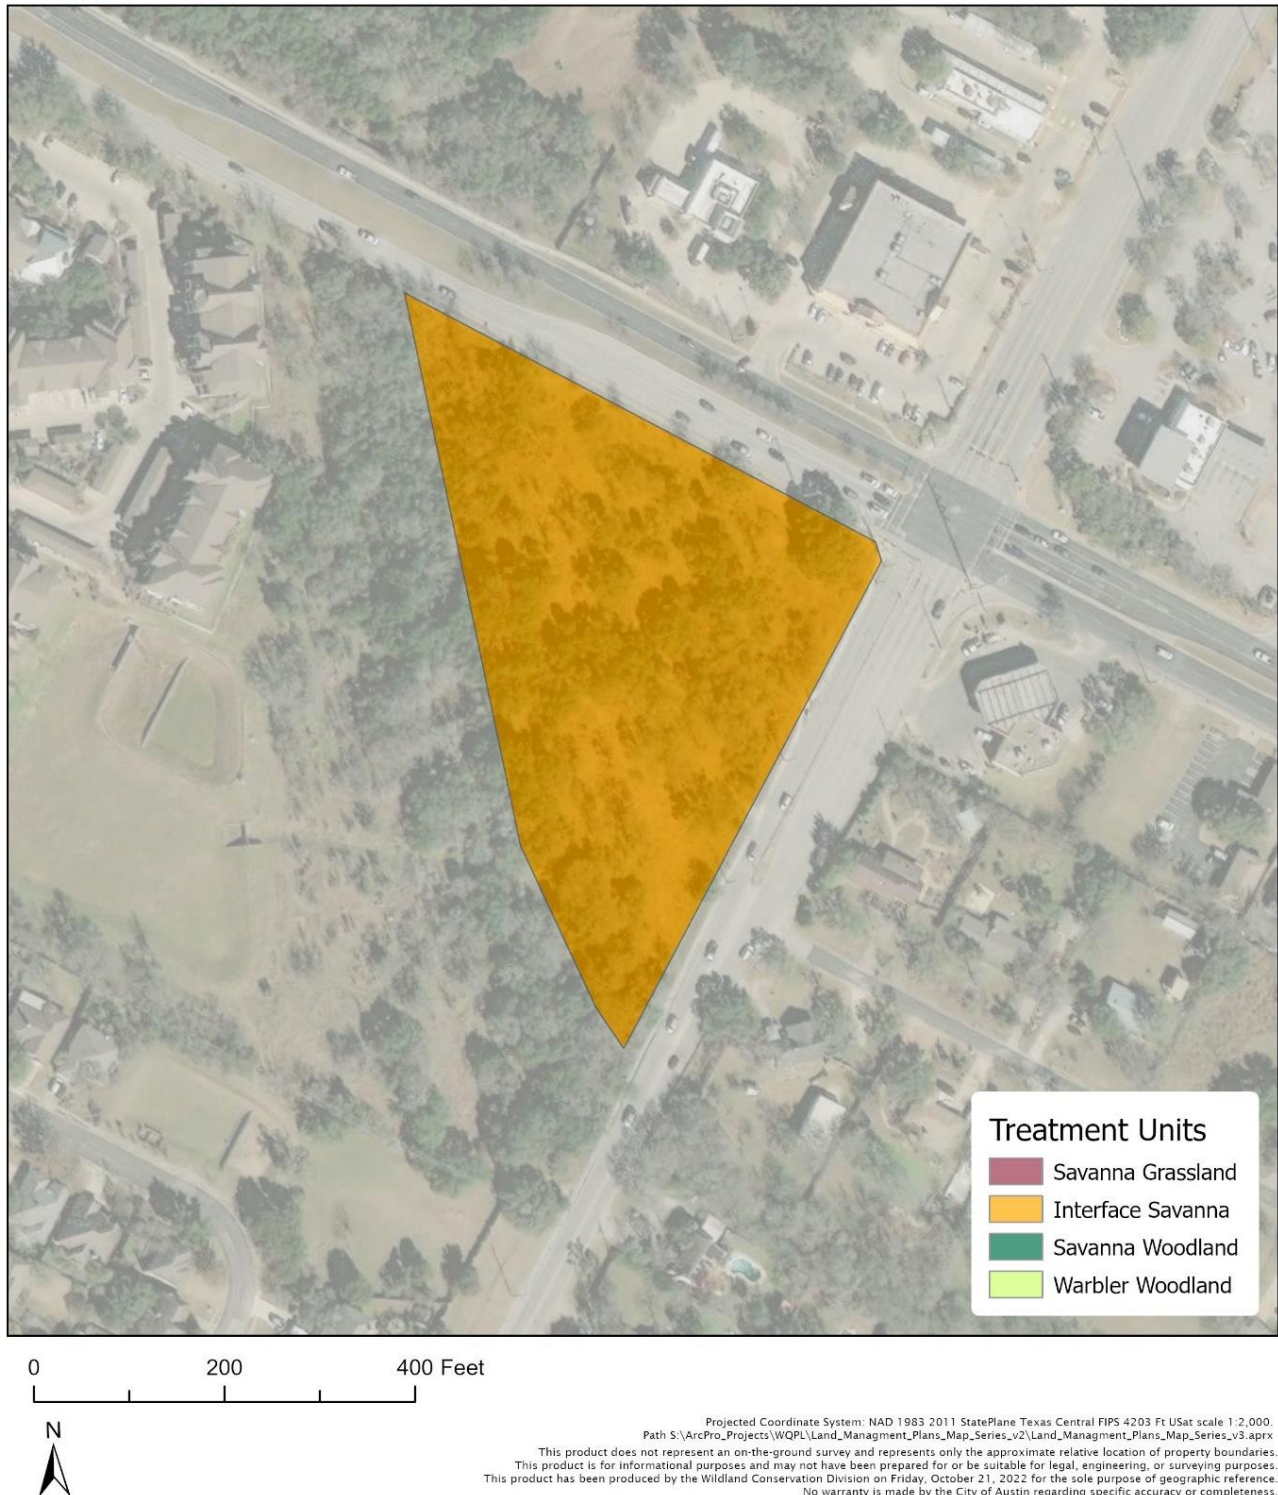 Treatment Units
Savanna Grassland
Interface Savanna
Savanna Woodland
Warbler Woodland
0 200 400 Feet
N
Projected Coordinate System: NAD 1983 2011 StatePlane Texas Central FIPS 4203 Ft USat scale 1:2,000.
Path S:\ArcPro_Projects\WQPL\Land_Managment_Plans_Map_Series_v2\Land_Managment_Plans_Map_Series_v3.aprx
This product does not represent an on-the-ground survey and represents only the approximate relative location of property boundaries.
This product is for informational purposes and may not have been prepared for or be suitable for legal, engineering, or surveying purposes.
This product has been produced by the Wildland Conservation Division on Friday, October 21, 2022 for the sole purpose of geographic reference.
No warranty is made by the City of Austin regarding specific accuracy or completeness.